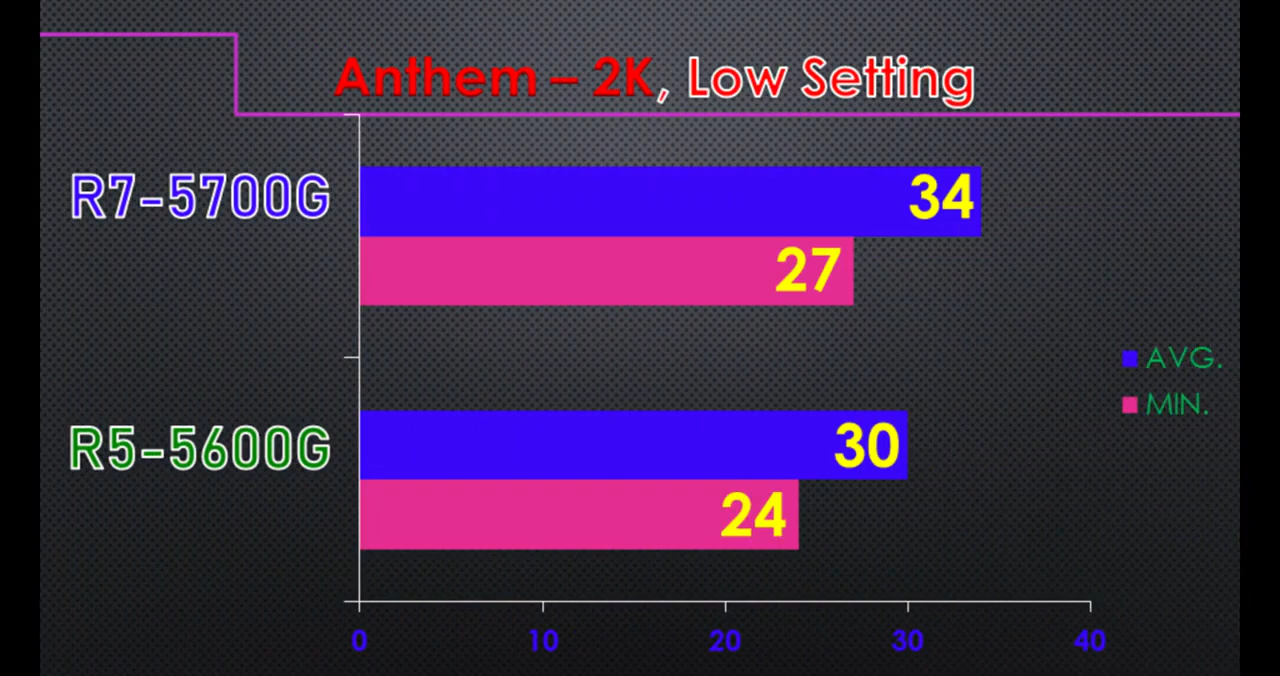 Anthem – 2K, Low Setting
R7-5700G
34
27
AVG.
MIN.
R5-5600G
30
24
0 10 20 30 40